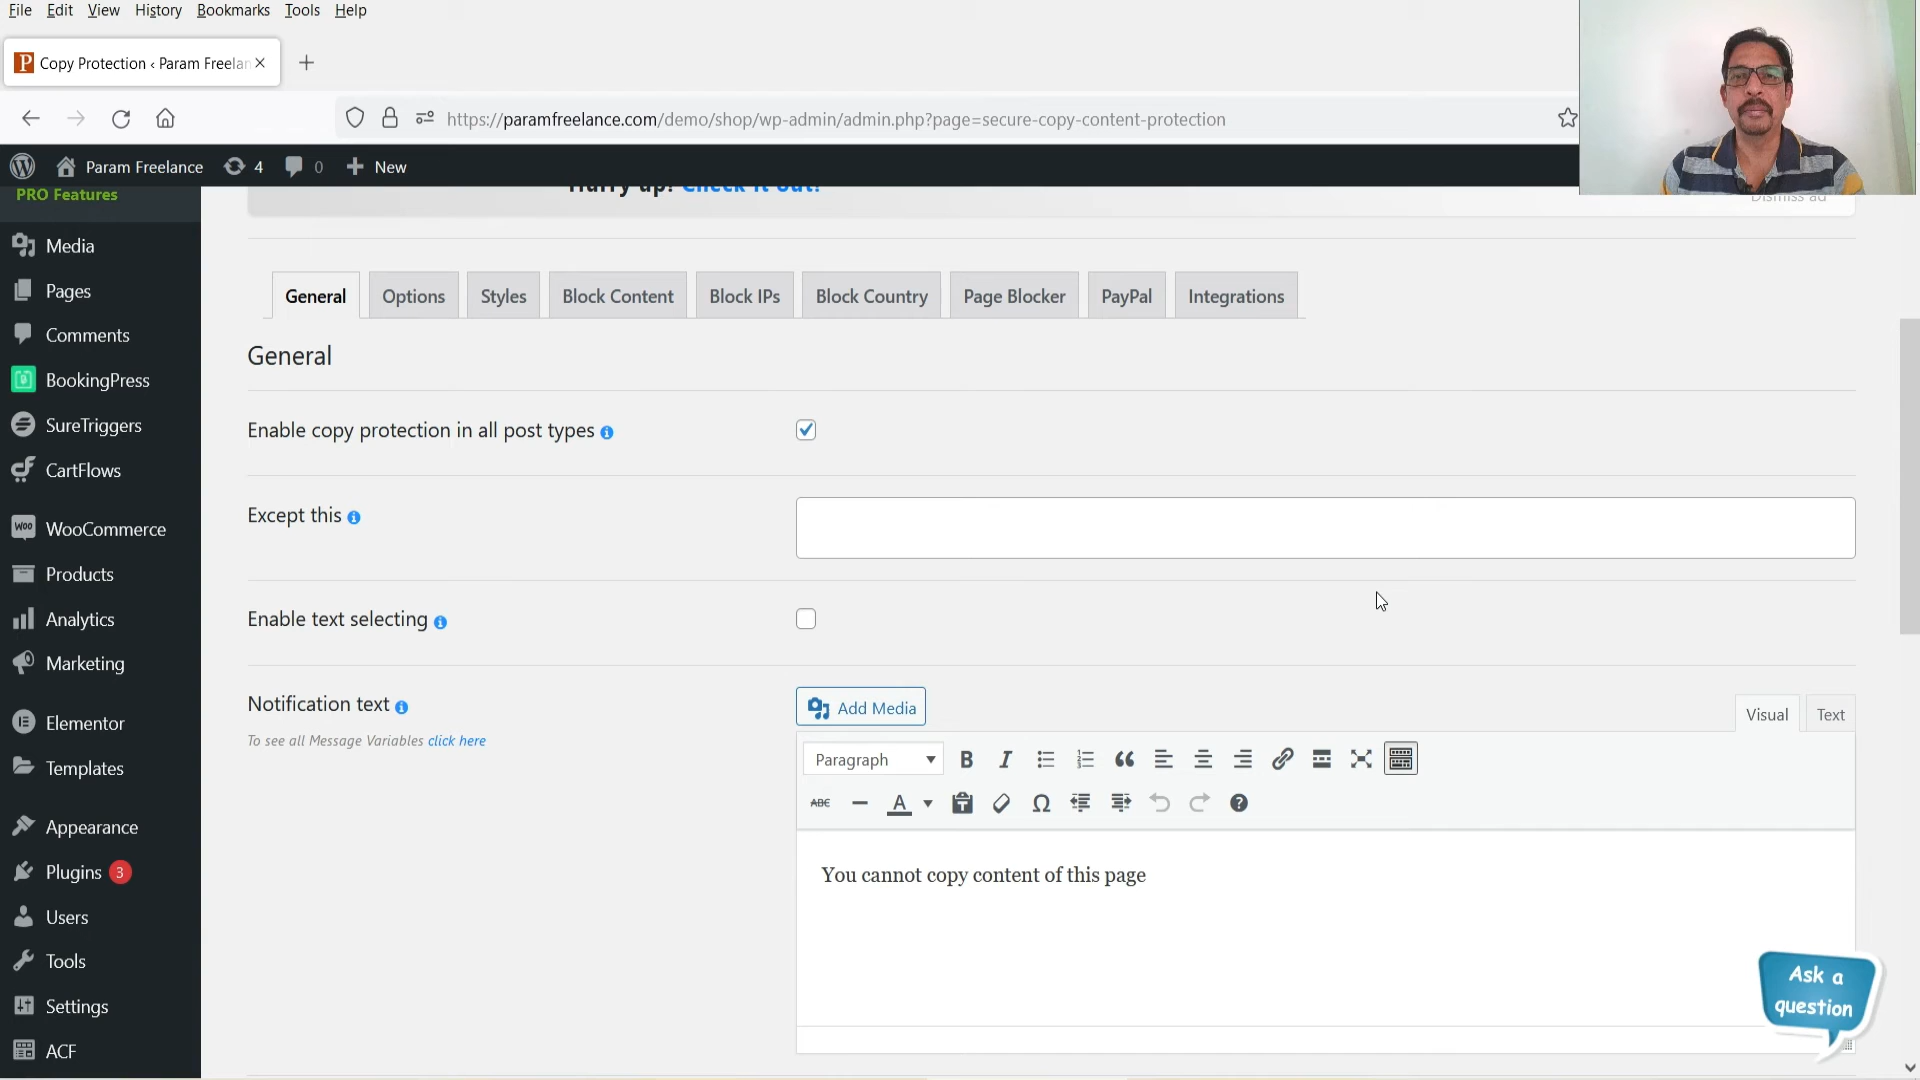 File Edit View History Bookmarks Tools Help
Copy Protection ‹ Param Freelan
https://paramfreelance.com/demo/shop/wp-admin/admin.php?page=secure-copy-content-protection
Param Freelance 4 0 New
PRO Features
Media
Pages
Comments
BookingPress
SureTriggers
CartFlows
WooCommerce
Products
Analytics
Marketing
Elementor
Templates
Appearance
Plugins 3
Users
Tools
Settings
ACF
Hurry up! Check it out!
Dismiss ad
General Options Styles Block Content Block IPs Block Country Page Blocker PayPal Integrations
General
Enable copy protection in all post types
Except this
Enable text selecting
Notification text
To see all Message Variables click here
Add Media
Visual Text
Paragraph
You cannot copy content of this page
Ask a
question